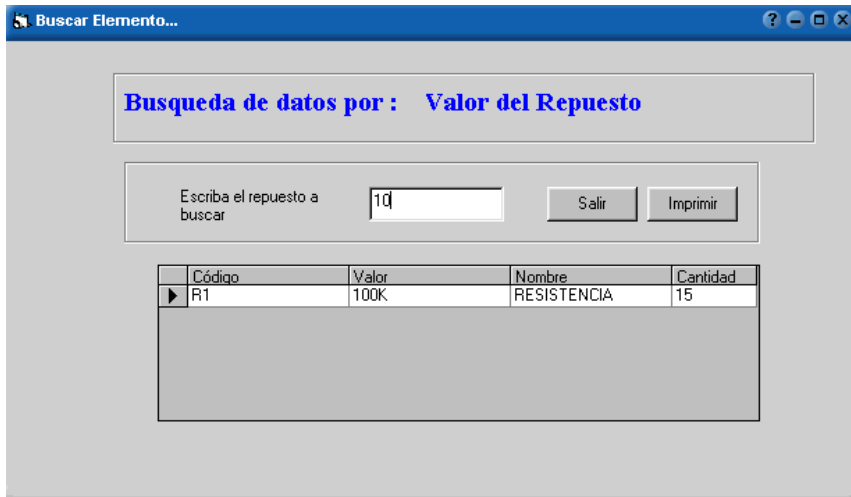 Buscar Elemento...
Busqueda de datos por : Valor del Repuesto
Escriba el repuesto a
buscar
10
Salir
Imprimir
Código Valor Nombre Cantidad
R1 100K RESISTENCIA 15